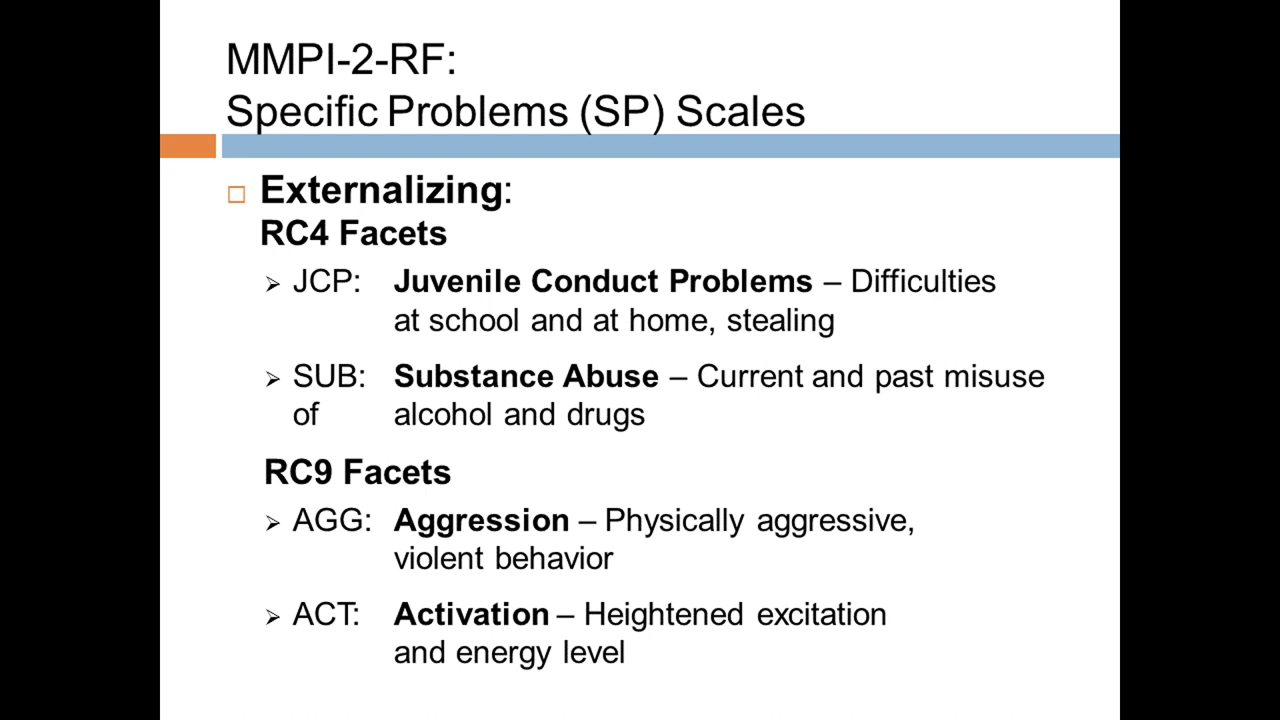 MMPI-2-RF:
Specific Problems (SP) Scales
Externalizing:
RC4 Facets
JCP: Juvenile Conduct Problems – Difficulties
at school and at home, stealing
SUB: Substance Abuse – Current and past misuse
of alcohol and drugs
RC9 Facets
AGG: Aggression – Physically aggressive,
violent behavior
ACT: Activation – Heightened excitation
and energy level